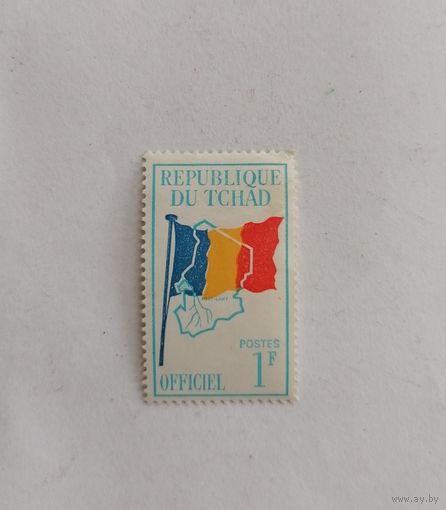 REPUBLIQUE
DU TCHAD
POSTES
OFFICIEL
1F
www.ay.by